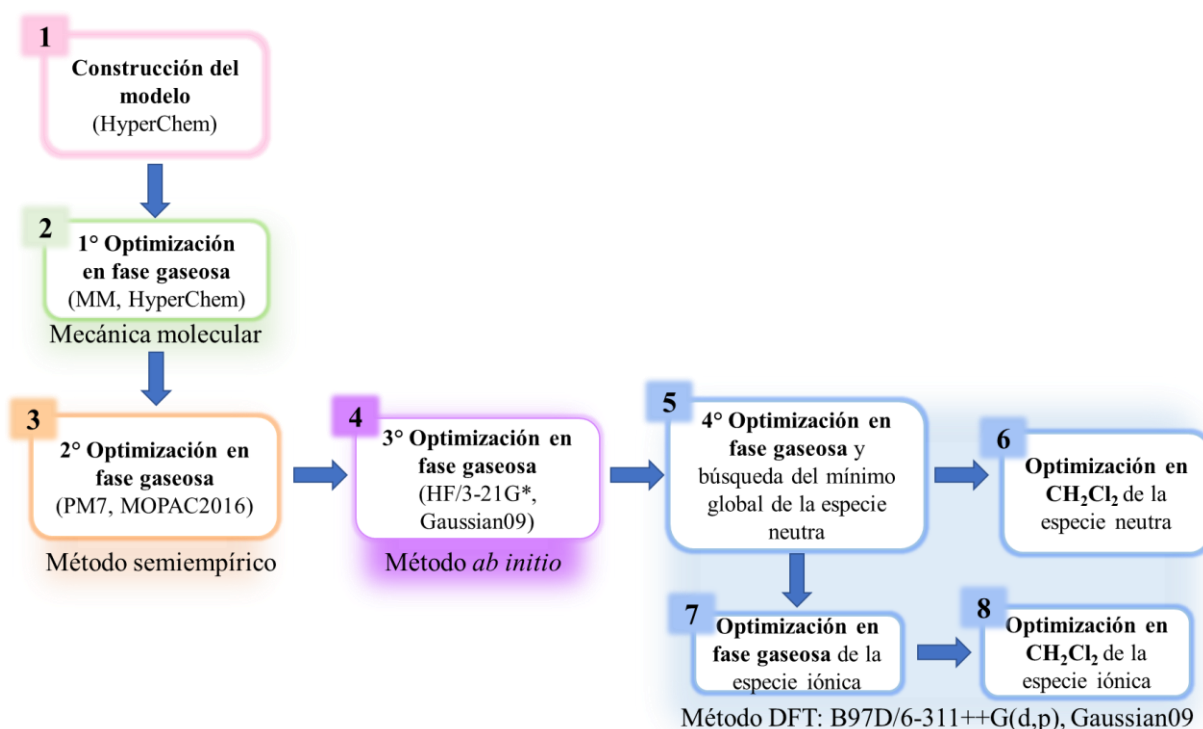 1
Construcción del
modelo
(HyperChem)
2
1° Optimización
en fase gaseosa
(MM, HyperChem)
Mecánica molecular
3
2° Optimización en
fase gaseosa
(PM7, MOPAC2016)
Método semiempírico
4
3° Optimización en
fase gaseosa
(HF/3-21G*,
Gaussian09)
Método ab initio
5
4° Optimización en
fase gaseosa y
búsqueda del mínimo
global de la especie
neutra
6
Optimización en
CH₂Cl₂ de la
especie neutra
7
Optimización en
fase gaseosa de la
especie iónica
8
Optimización en
CH₂Cl₂ de la
especie iónica
Método DFT: B97D/6-311++G(d,p), Gaussian09